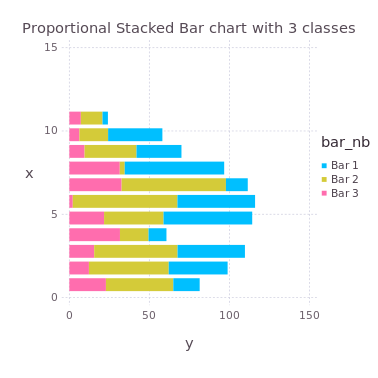 Proportional Stacked Bar chart with 3 classes
15
10
5
0
x
0 50 100 150
y
bar_nb
Bar 1
Bar 2
Bar 3